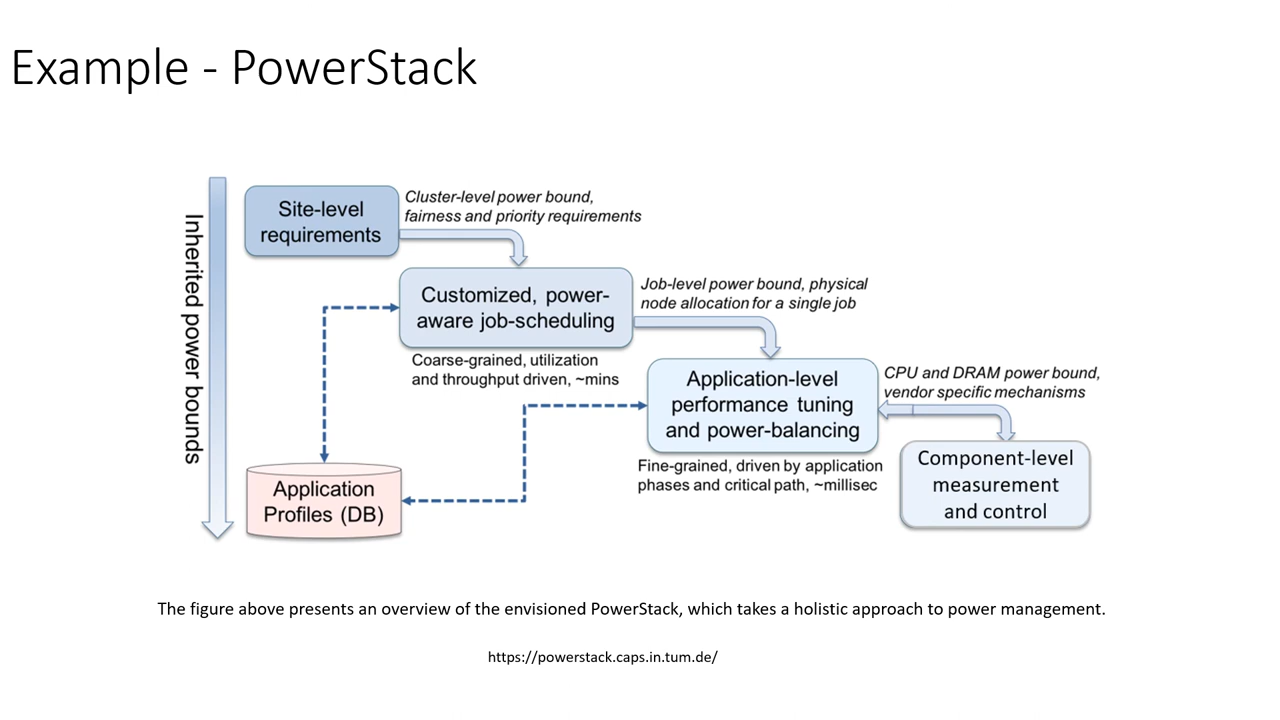 Example - PowerStack
Inherited power bounds
Site-level
requirements
Cluster-level power bound,
fairness and priority requirements
Customized, power-
aware job-scheduling
Job-level power bound, physical
node allocation for a single job
Coarse-grained, utilization
and throughput driven, ~mins
Application-level
performance tuning
and power-balancing
CPU and DRAM power bound,
vendor specific mechanisms
Fine-grained, driven by application
phases and critical path, ~millisec
Component-level
measurement
and control
Application
Profiles (DB)
The figure above presents an overview of the envisioned PowerStack, which takes a holistic approach to power management.
https://powerstack.caps.in.tum.de/